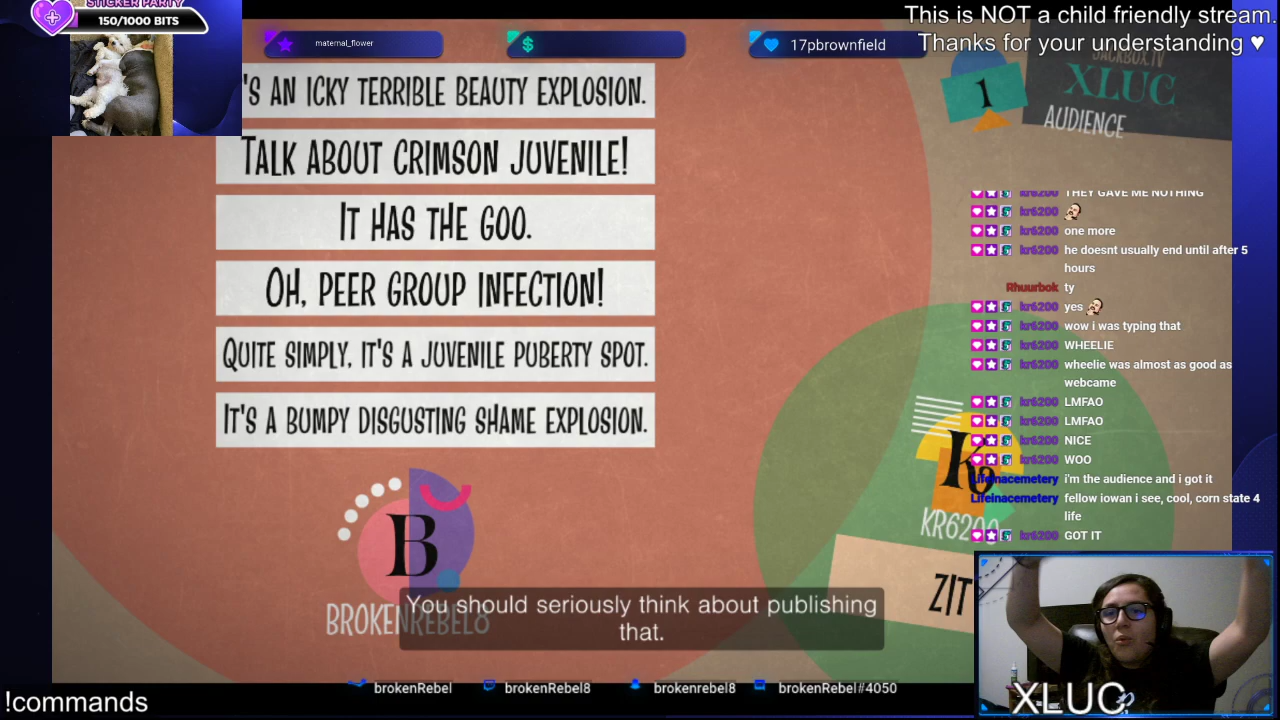 STICKER PARTY
150/1000 BITS
maternal_flower
$
17pbrownfield
This is NOT a child friendly stream.
Thanks for your understanding ♥
'S AN ICKY TERRIBLE BEAUTY EXPLOSION.
TALK ABOUT CRIMSON JUVENILE!
IT HAS THE GOO.
OH, PEER GROUP INFECTION!
QUITE SIMPLY, IT'S A JUVENILE PUBERTY SPOT.
IT'S A BUMPY DISGUSTING SHAME EXPLOSION.
B
BROKENREBEL8
You should seriously think about publishing
that.
1
JACKBOX.TV
XLUC
AUDIENCE
kr6200 THEY GAVE ME NOTHING
kr6200
kr6200 one more
kr6200 he doesnt usually end until after 5
hours
Rhuurbok ty
kr6200 yes
kr6200 wow i was typing that
kr6200 WHEELIE
kr6200 wheelie was almost as good as
webcame
kr6200 LMFAO
kr6200 LMFAO
kr6200 NICE
kr6200 WOO
Lifeinacemetery i'm the audience and i got it
Lifeinacemetery fellow iowan i see, cool, corn state 4
life
kr6200 GOT IT
K6
KR6200
ZIT
brokenRebel
brokenRebel8
brokenrebel8
brokenRebel#4050
!commands
XLUC